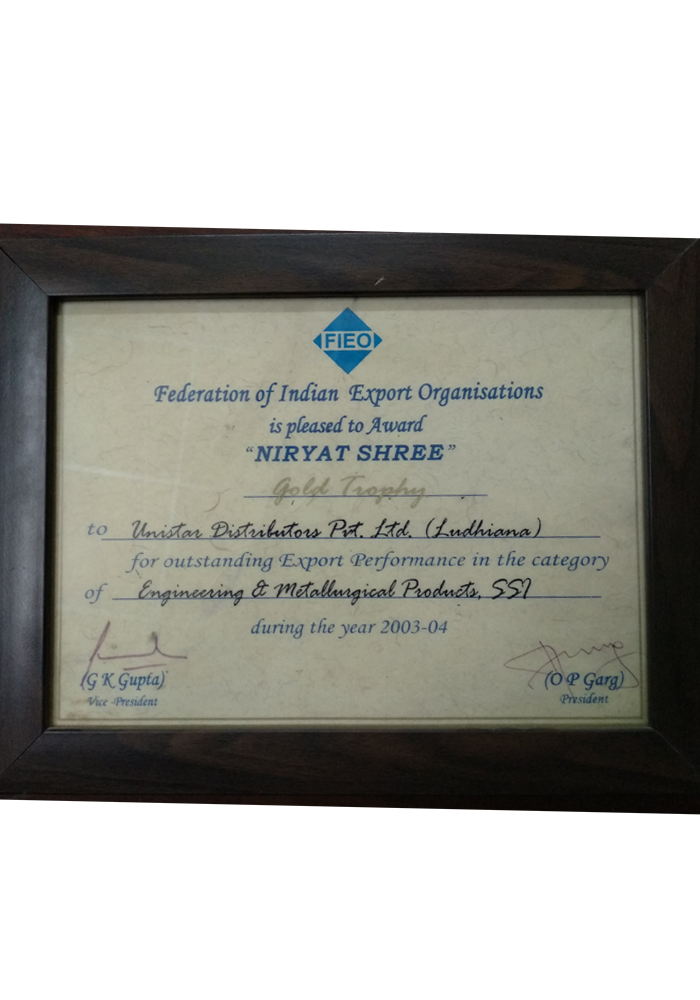 FIEO
Federation of Indian Export Organisations
is pleased to Award
"NIRYAT SHREE"
Gold Trophy
to Unistar Distributors Pvt. Ltd. (Ludhiana)
for outstanding Export Performance in the category
of Engineering & Metallurgical Products, SSI
during the year 2003-04
(G K Gupta)
Vice -President
(O P Garg)
President